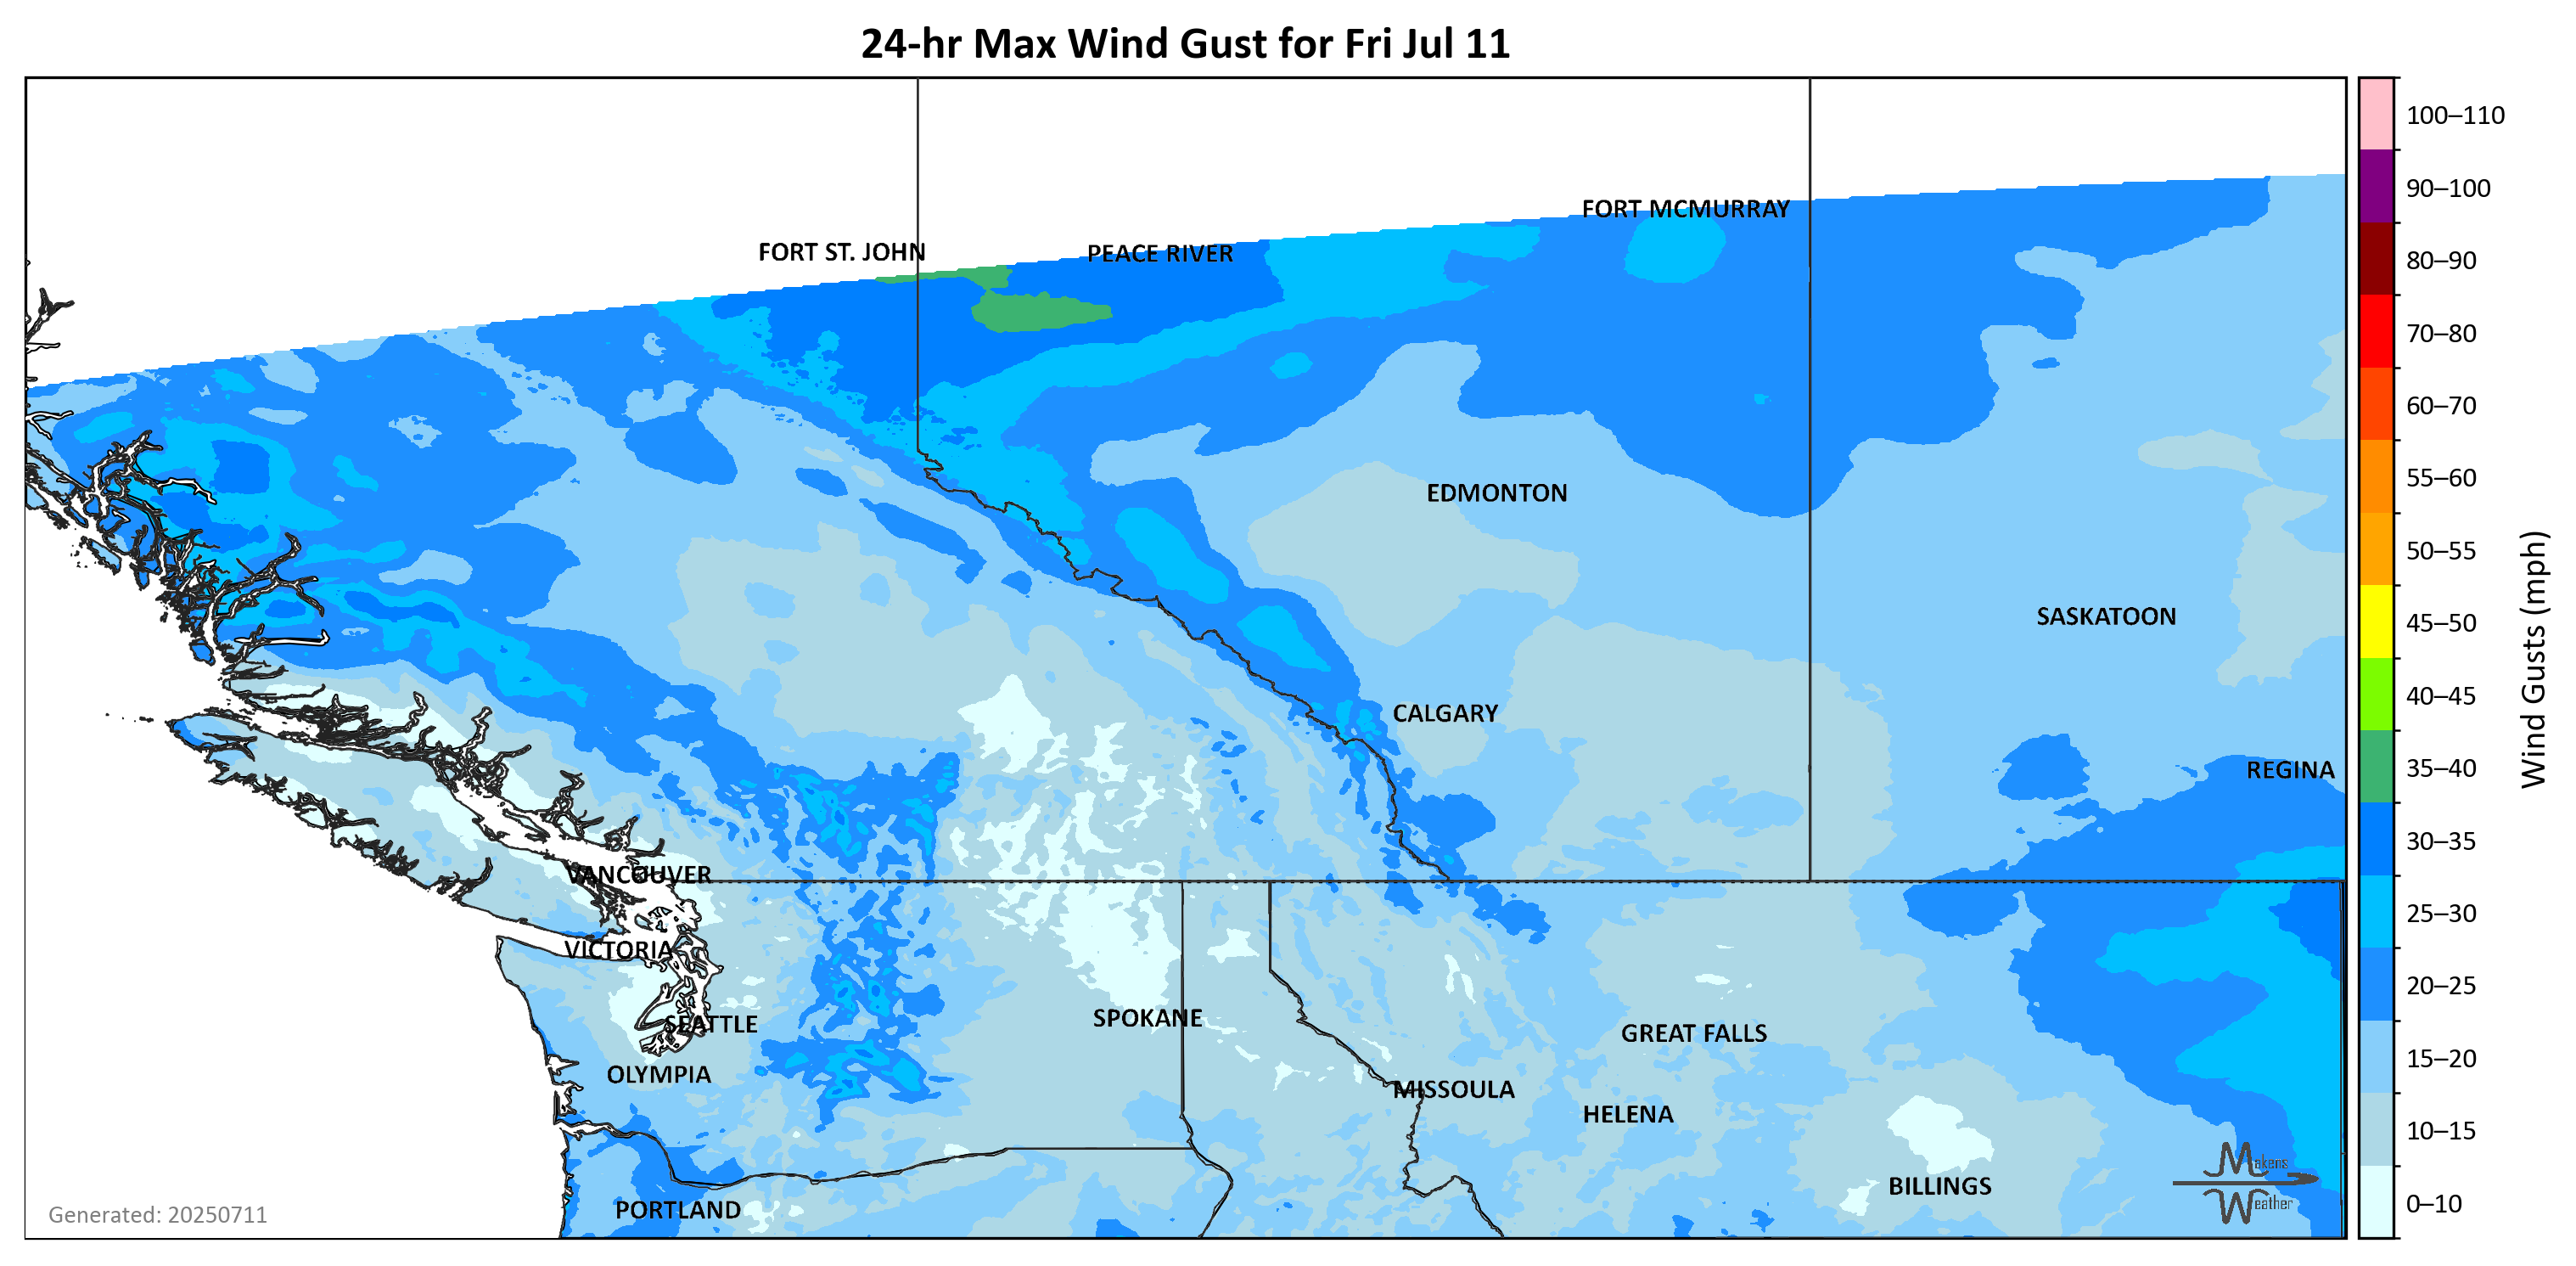 24-hr Max Wind Gust for Fri Jul 11
100–110
90–100
80–90
70–80
60–70
55–60
50–55
45–50
40–45
35–40
30–35
25–30
20–25
15–20
10–15
0–10
Wind Gusts (mph)
FORT MCMURRAY
FORT ST. JOHN
PEACE RIVER
EDMONTON
SASKATOON
CALGARY
REGINA
VANCOUVER
VICTORIA
SEATTLE
SPOKANE
GREAT FALLS
OLYMPIA
MISSOULA
HELENA
BILLINGS
PORTLAND
Makens
Weather
Generated: 20250711